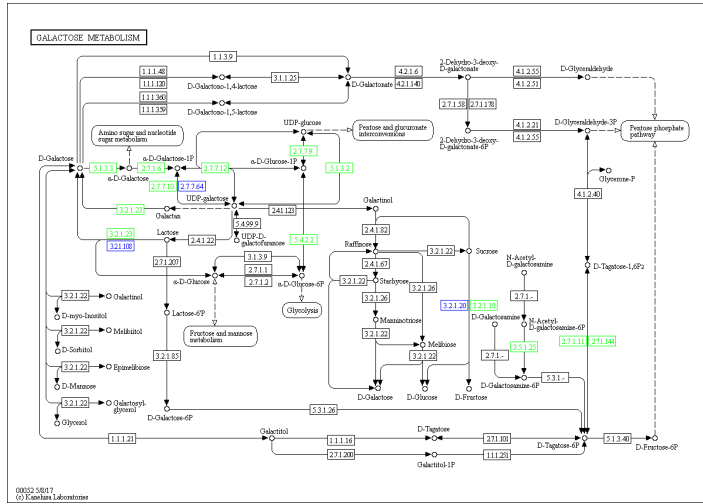 GALACTOSE METABOLISM
1.1.3.9
1.1.1.48
1.1.1.120
3.1.1.25
D-Galactono-1,4-lactone
D-Galactonate
4.2.1.6
4.2.1.140
2-Dehydro-3-deoxy-
D-galactonate
4.1.2.55
4.1.2.51
D-Glyceraldehyde
1.1.1.360
1.1.1.359
D-Galactono-1,5-lactone
2.7.1.58
2.7.1.178
UDP-glucose
Amino sugar and nucleotide
sugar metabolism
Pentose and glucuronate
interconversions
4.1.2.21
4.1.2.55
D-Glyceraldehyde-3P
Pentose phosphate
pathway
2-Dehydro-3-deoxy-
D-galactonate-6P
2.7.7.9
D-Galactose
α-D-Galactose-1P
5.1.3.3
2.7.1.6
2.7.7.12
α-D-Glucose-1P
5.1.3.2
α-D-Galactose
Glycerone-P
2.7.7.10
2.7.7.64
4.1.2.40
UDP-galactose
3.2.1.23
Galactan
2.4.1.123
Galactinol
5.4.99.9
2.4.1.82
Lactose
3.2.1.23
3.2.1.108
2.4.1.22
UDP-D-
galactofuranose
5.4.2.2
Raffinose
3.2.1.22
Sucrose
2.7.1.207
3.1.3.9
2.7.1.1
2.7.1.2
α-D-Glucose
α-D-Glucose-6P
2.4.1.67
Stachyose
3.2.1.22
3.2.1.26
3.2.1.26
N-Acetyl-
D-galactosamine
D-Tagatose-1,6P2
3.2.1.22
Galactinol
D-myo-Inositol
Lactose-6'P
Glycolysis
Fructose and mannose
metabolism
Manninotriose
3.2.1.20
3.2.1.10
2.7.1.-
D-Galactosamine
N-Acetyl-
D-galactosamine-6P
3.2.1.22
Melibiitol
D-Sorbitol
3.2.1.22
Melibiose
3.5.1.25
2.7.1.11
2.7.1.144
3.2.1.85
3.2.1.22
2.7.1.-
3.2.1.22
Epimelibiose
D-Mannose
5.3.1.-
D-Galactose
D-Glucose
D-Fructose
D-Galactosamine-6P
3.2.1.22
Galactosyl-
glycerol
Glycerol
D-Galactose-6P
5.3.1.26
1.1.1.21
Galactitol
1.1.1.16
D-Tagatose
2.7.1.101
D-Tagatose-6P
5.1.3.40
D-Fructose-6P
2.7.1.200
Galactitol-1P
1.1.1.251
00052 5/8/17
(c) Kanehisa Laboratories